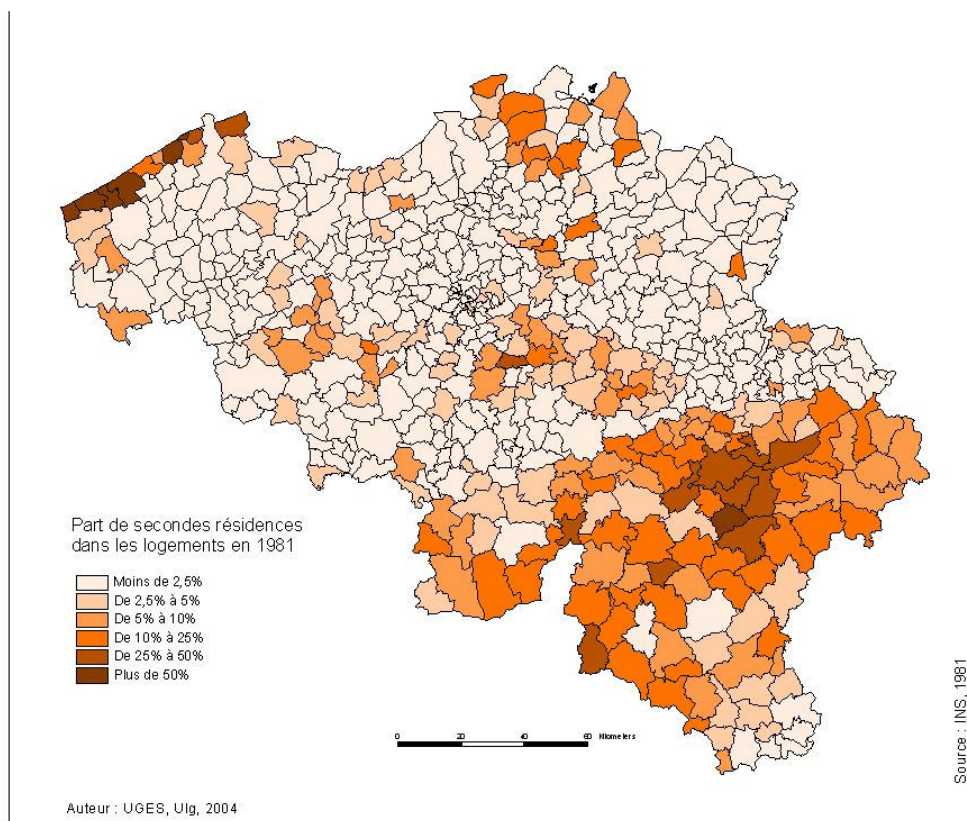 Part de secondes résidences
dans les logements en 1981
Moins de 2,5%
De 2,5% à 5%
De 5% à 10%
De 10% à 25%
De 25% à 50%
Plus de 50%
0 20 40 60 Kilometers
Source : INS, 1981
Auteur : UGES, Ulg, 2004